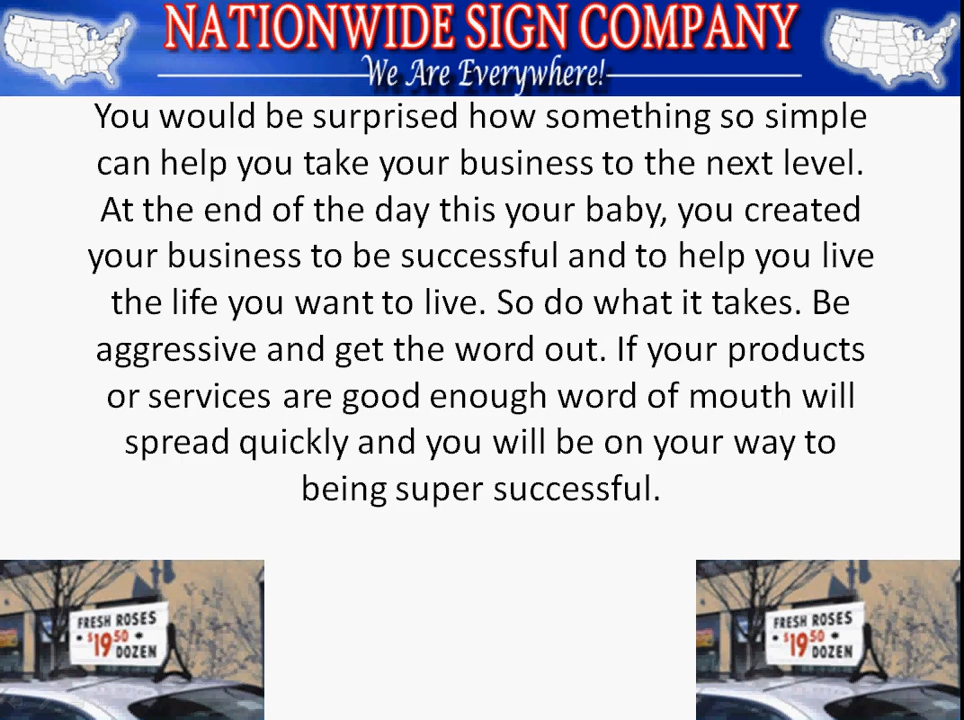 NATIONWIDE SIGN COMPANY
We Are Everywhere!
You would be surprised how something so simple
can help you take your business to the next level.
At the end of the day this your baby, you created
your business to be successful and to help you live
the life you want to live. So do what it takes. Be
aggressive and get the word out. If your products
or services are good enough word of mouth will
spread quickly and you will be on your way to
being super successful.
FRESH ROSES
$19.50
DOZEN
FRESH ROSES
$19.50
DOZEN